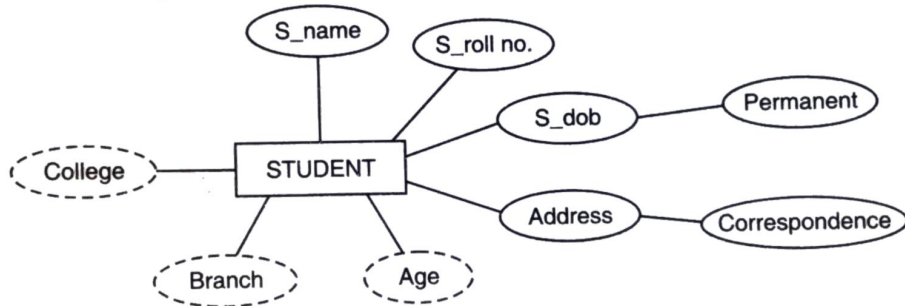 S_name
S_roll no.
S_dob
Permanent
College
STUDENT
Address
Correspondence
Branch
Age